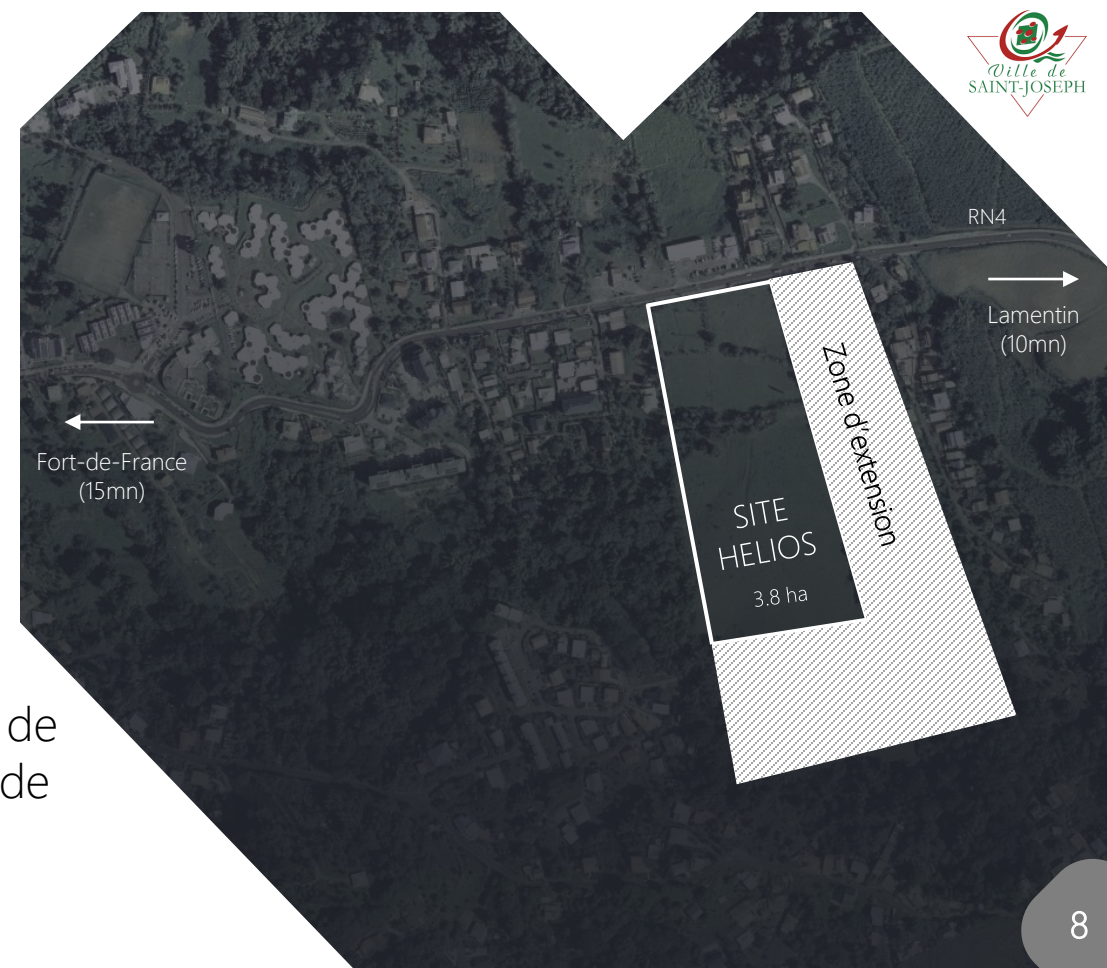 Ville de
SAINT-JOSEPH
RN4
Lamentin
(10mn)
Zone d'extension
Fort-de-France
(15mn)
SITE
HELIOS
3.8 ha
de
de
8